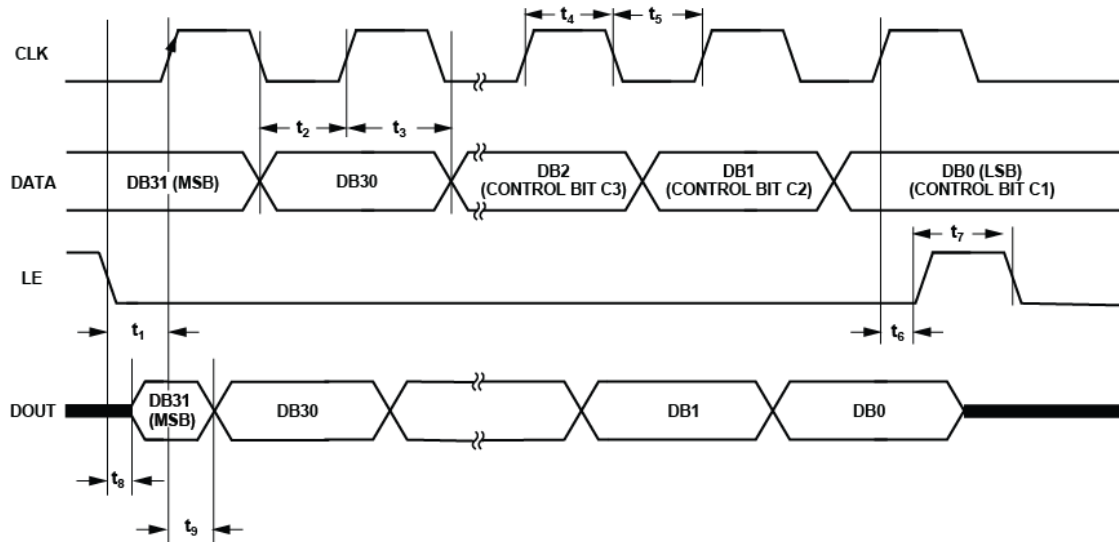 t4
t5
CLK
t2
t3
DATA
DB31 (MSB)
DB30
DB2
(CONTROL BIT C3)
DB1
(CONTROL BIT C2)
DB0 (LSB)
(CONTROL BIT C1)
t7
LE
t1
t6
DOUT
DB31
(MSB)
DB30
DB1
DB0
t8
t9